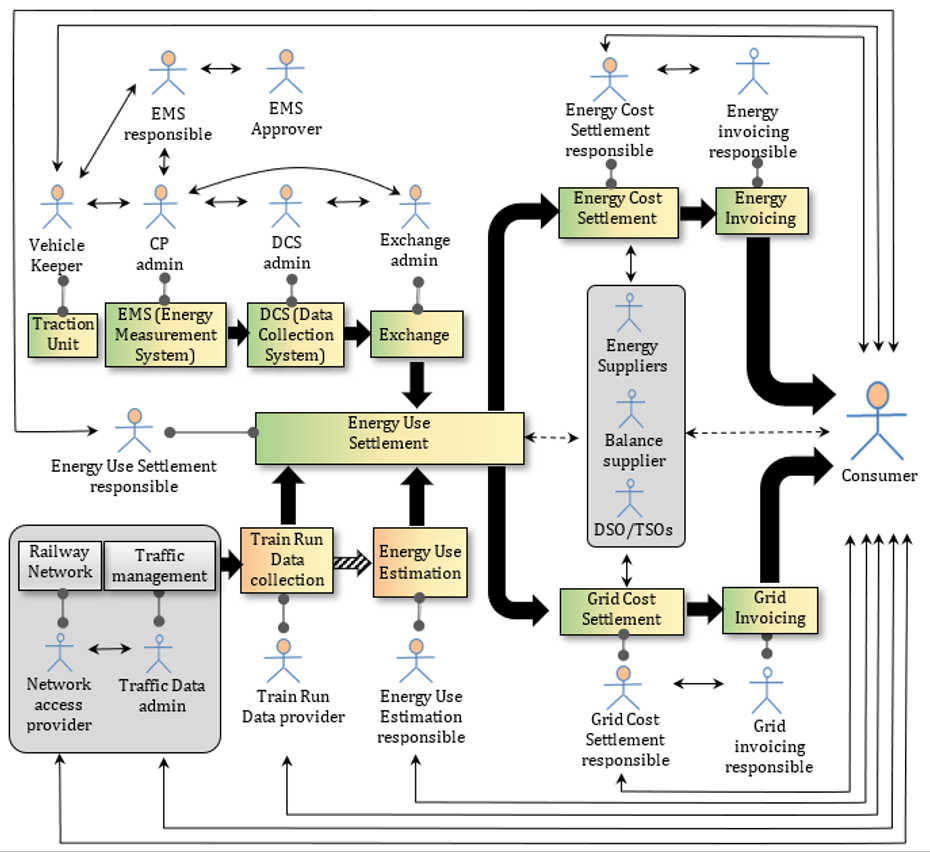 EMS
responsible
EMS
Approver
Energy Cost
Settlement
responsible
Energy
invoicing
responsible
Vehicle
Keeper
CP
admin
DCS
admin
Exchange
admin
Energy Cost
Settlement
Energy
Invoicing
Traction
Unit
EMS (Energy
Measurement
System)
DCS (Data
Collection
System)
Exchange
Energy
Suppliers
Balance
supplier
DSO/TSOs
Energy Use
Settlement
Energy Use Settlement
responsible
Consumer
Railway
Network
Traffic
management
Train Run
Data
collection
Energy Use
Estimation
Grid Cost
Settlement
Grid
Invoicing
Network
access
provider
Traffic Data
admin
Train Run
Data provider
Energy Use
Estimation
responsible
Grid Cost
Settlement
responsible
Grid
invoicing
responsible